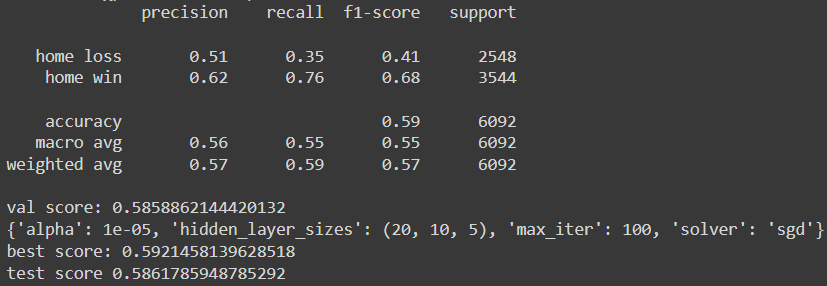 precision recall f1-score support
home loss 0.51 0.35 0.41 2548
home win 0.62 0.76 0.68 3544
accuracy 0.59 6092
macro avg 0.56 0.55 0.55 6092
weighted avg 0.57 0.59 0.57 6092
val score: 0.5858862144420132
{'alpha': 1e-05, 'hidden_layer_sizes': (20, 10, 5), 'max_iter': 100, 'solver': 'sgd'}
best score: 0.5921458139628518
test score 0.5861785948785292